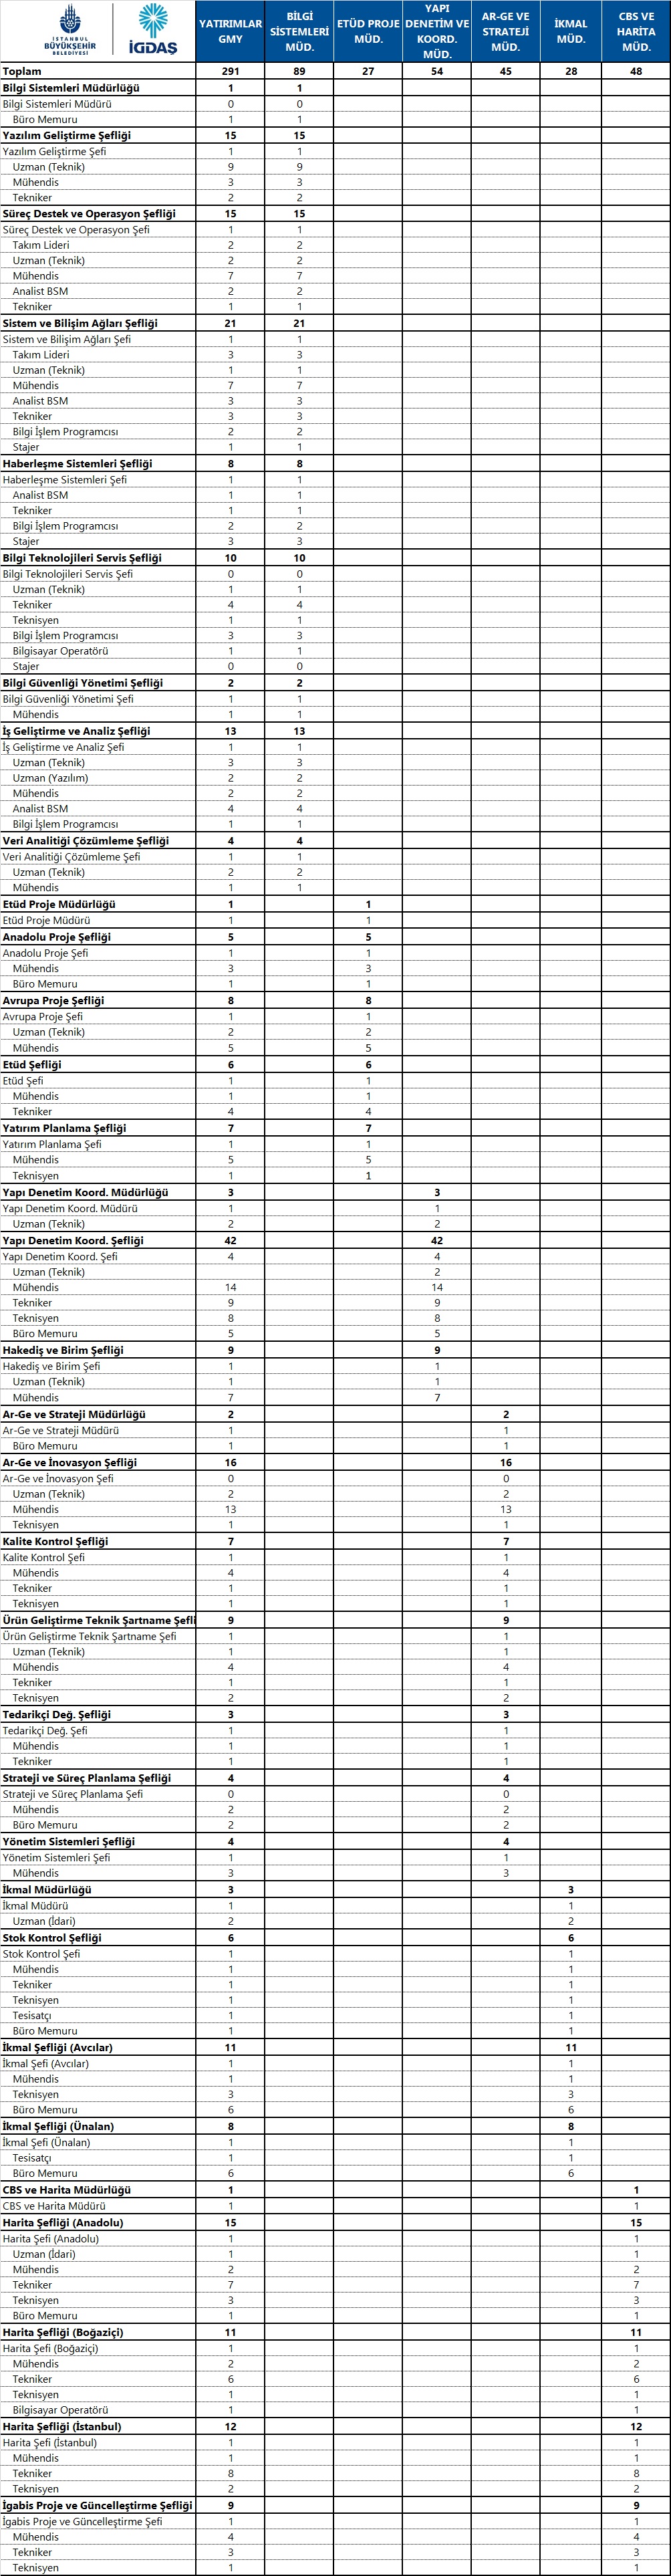 İSTANBUL
BÜYÜKŞEHİR
BELEDİYESİ
İGDAŞ
YATIRIMLAR GMY
BİLGİ SİSTEMLERİ MÜD.
ETÜD PROJE MÜD.
YAPI DENETİM VE KOORD. MÜD.
AR-GE VE STRATEJİ MÜD.
İKMAL MÜD.
CBS VE HARİTA MÜD.
Toplam 291 89 27 54 45 28 48
Bilgi Sistemleri Müdürlüğü 1 1
Bilgi Sistemleri Müdürü 0 0
Büro Memuru 1 1
Yazılım Geliştirme Şefliği 15 15
Yazılım Geliştirme Şefi 1 1
Uzman (Teknik) 9 9
Mühendis 3 3
Tekniker 2 2
Süreç Destek ve Operasyon Şefliği 15 15
Süreç Destek ve Operasyon Şefi 1 1
Takım Lideri 2 2
Uzman (Teknik) 2 2
Mühendis 7 7
Analist BSM 2 2
Tekniker 1 1
Sistem ve Bilişim Ağları Şefliği 21 21
Sistem ve Bilişim Ağları Şefi 1 1
Takım Lideri 3 3
Uzman (Teknik) 1 1
Mühendis 7 7
Analist BSM 3 3
Tekniker 3 3
Bilgi İşlem Programcısı 2 2
Stajer 1 1
Haberleşme Sistemleri Şefliği 8 8
Haberleşme Sistemleri Şefi 1 1
Analist BSM 1 1
Tekniker 1 1
Bilgi İşlem Programcısı 2 2
Stajer 3 3
Bilgi Teknolojileri Servis Şefliği 10 10
Bilgi Teknolojileri Servis Şefi 0 0
Uzman (Teknik) 1 1
Tekniker 4 4
Teknisyen 1 1
Bilgi İşlem Programcısı 3 3
Bilgisayar Operatörü 1 1
Stajer 0 0
Bilgi Güvenliği Yönetimi Şefliği 2 2
Bilgi Güvenliği Yönetimi Şefi 1 1
Mühendis 1 1
İş Geliştirme ve Analiz Şefliği 13 13
İş Geliştirme ve Analiz Şefi 1 1
Uzman (Teknik) 3 3
Uzman (Yazılım) 2 2
Mühendis 2 2
Analist BSM 4 4
Bilgi İşlem Programcısı 1 1
Veri Analitiği Çözümleme Şefliği 4 4
Veri Analitiği Çözümleme Şefi 1 1
Uzman (Teknik) 2 2
Mühendis 1 1
Etüd Proje Müdürlüğü 1 1
Etüd Proje Müdürü 1 1
Anadolu Proje Şefliği 5 5
Anadolu Proje Şefi 1 1
Mühendis 3 3
Büro Memuru 1 1
Avrupa Proje Şefliği 8 8
Avrupa Proje Şefi 1 1
Uzman (Teknik) 2 2
Mühendis 5 5
Etüd Şefliği 6 6
Etüd Şefi 1 1
Mühendis 1 1
Tekniker 4 4
Yatırım Planlama Şefliği 7 7
Yatırım Planlama Şefi 1 1
Mühendis 5 5
Teknisyen 1 1
Yapı Denetim Koord. Müdürlüğü 3 3
Yapı Denetim Koord. Müdürü 1 1
Uzman (Teknik) 2 2
Yapı Denetim Koord. Şefliği 42 42
Yapı Denetim Koord. Şefi 4 4
Uzman (Teknik) 2
Mühendis 14 14
Tekniker 9 9
Teknisyen 8 8
Büro Memuru 5 5
Hakediş ve Birim Şefliği 9 9
Hakediş ve Birim Şefi 1 1
Uzman (Teknik) 1 1
Mühendis 7 7
Ar-Ge ve Strateji Müdürlüğü 2 2
Ar-Ge ve Strateji Müdürü 1 1
Büro Memuru 1 1
Ar-Ge ve İnovasyon Şefliği 16 16
Ar-Ge ve İnovasyon Şefi 0 0
Uzman (Teknik) 2 2
Mühendis 13 13
Teknisyen 1 1
Kalite Kontrol Şefliği 7 7
Kalite Kontrol Şefi 1 1
Mühendis 4 4
Tekniker 1 1
Teknisyen 1 1
Ürün Geliştirme Teknik Şartname Şefli 9 9
Ürün Geliştirme Teknik Şartname Şefi 1 1
Uzman (Teknik) 1 1
Mühendis 4 4
Tekniker 1 1
Teknisyen 2 2
Tedarikçi Değ. Şefliği 3 3
Tedarikçi Değ. Şefi 1 1
Mühendis 1 1
Tekniker 1 1
Strateji ve Süreç Planlama Şefliği 4 4
Strateji ve Süreç Planlama Şefi 0 0
Mühendis 2 2
Büro Memuru 2 2
Yönetim Sistemleri Şefliği 4 4
Yönetim Sistemleri Şefi 1 1
Mühendis 3 3
İkmal Müdürlüğü 3 3
İkmal Müdürü 1 1
Uzman (İdari) 2 2
Stok Kontrol Şefliği 6 6
Stok Kontrol Şefi 1 1
Mühendis 1 1
Tekniker 1 1
Teknisyen 1 1
Tesisatçı 1 1
Büro Memuru 1 1
İkmal Şefliği (Avcılar) 11 11
İkmal Şefi (Avcılar) 1 1
Mühendis 1 1
Teknisyen 3 3
Büro Memuru 6 6
İkmal Şefliği (Ünalan) 8 8
İkmal Şefi (Ünalan) 1 1
Tesisatçı 1 1
Büro Memuru 6 6
CBS ve Harita Müdürlüğü 1 1
CBS ve Harita Müdürü 1 1
Harita Şefliği (Anadolu) 15 15
Harita Şefi (Anadolu) 1 1
Uzman (İdari) 1 1
Mühendis 2 2
Tekniker 7 7
Teknisyen 3 3
Büro Memuru 1 1
Harita Şefliği (Boğaziçi) 11 11
Harita Şefi (Boğaziçi) 1 1
Mühendis 2 2
Tekniker 6 6
Teknisyen 1 1
Bilgisayar Operatörü 1 1
Harita Şefliği (İstanbul) 12 12
Harita Şefi (İstanbul) 1 1
Mühendis 1 1
Tekniker 8 8
Teknisyen 2 2
İgabis Proje ve Güncelleştirme Şefliği 9 9
İgabis Proje ve Güncelleştirme Şefi 1 1
Mühendis 4 4
Tekniker 3 3
Teknisyen 1 1